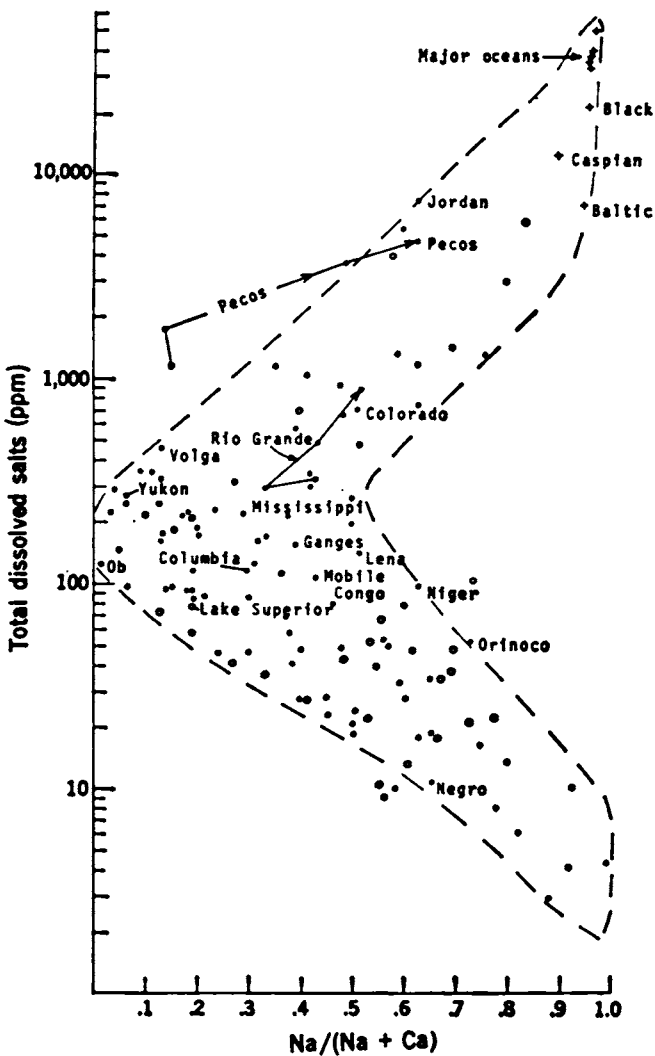 Major oceans
Black
10,000
Caspian
Jordan
Baltic
Pecos
Pecos
1,000
Colorado
Rio Grande
Volga
Yukon
Mississippi
Ganges
Columbia
Lena
Ob
Mobile
100
Congo
Niger
Lake Superior
Orinoco
10
Negro
Total dissolved salts (ppm)
.1 .2 .3 .4 .5 .6 .7 .8 .9 1.0
Na/(Na + Ca)